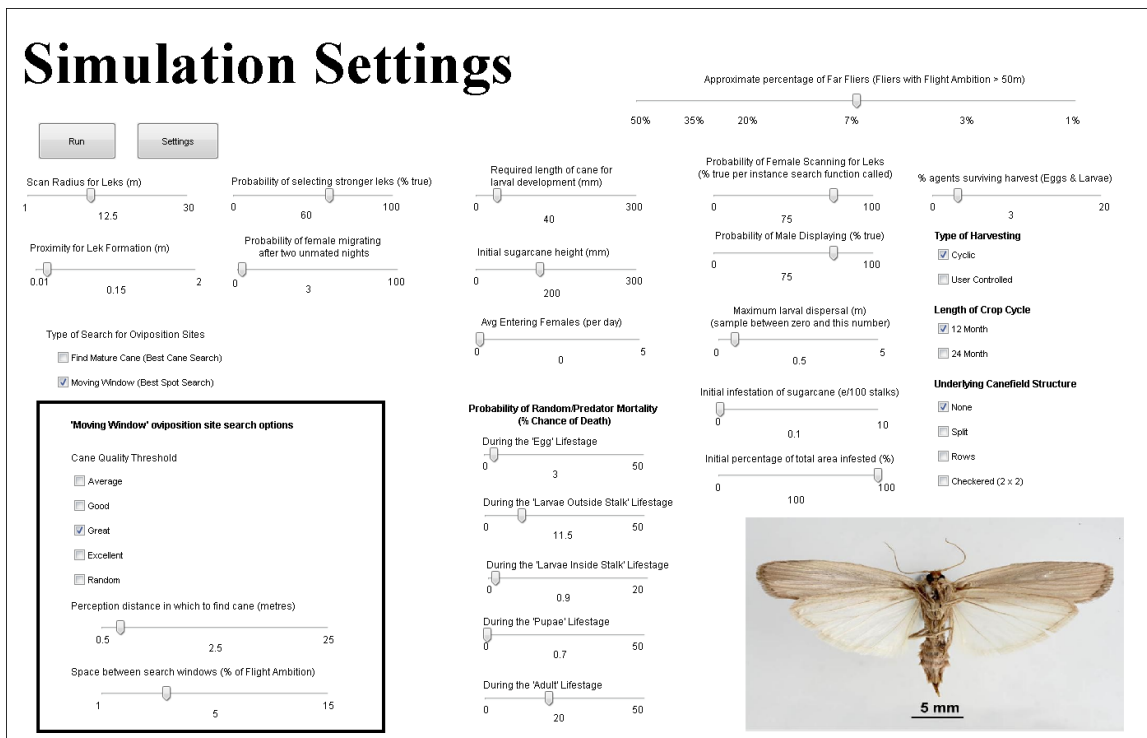 Simulation Settings
Approximate percentage of Far Fliers (Fliers with Flight Ambition > 50m)
50% 35% 20% 7% 3% 1%
Run
Settings
Scan Radius for Leks (m)
1 30
12.5
Probability of selecting stronger leks (% true)
0 100
60
Proximity for Lek Formation (m)
0.01 2
0.15
Probability of female migrating
after two unmated nights
0 100
3
Type of Search for Oviposition Sites
Find Mature Cane (Best Cane Search)
Moving Window (Best Spot Search)
'Moving Window' oviposition site search options
Cane Quality Threshold
Average
Good
Great
Excellent
Random
Perception distance in which to find cane (metres)
0.5 25
2.5
Space between search windows (% of Flight Ambition)
1 15
5
Required length of cane for
larval development (mm)
0 300
40
Initial sugarcane height (mm)
0 300
200
Avg Entering Females (per day)
0 5
0
Probability of Random/Predator Mortality
(% Chance of Death)
During the 'Egg' Lifestage
0 50
3
During the 'Larvae Outside Stalk' Lifestage
0 50
11.5
During the 'Larvae Inside Stalk' Lifestage
0 20
0.9
During the 'Pupae' Lifestage
0 50
0.7
During the 'Adult' Lifestage
0 50
20
Probability of Female Scanning for Leks
(% true per instance search function called)
0 100
75
Probability of Male Displaying (% true)
0 100
75
Maximum larval dispersal (m)
(sample between zero and this number)
0 5
0.5
Initial infestation of sugarcane (e/100 stalks)
0 10
0.1
Initial percentage of total area infested (%)
0 100
100
% agents surviving harvest (Eggs & Larvae)
0 20
3
Type of Harvesting
Cyclic
User Controlled
Length of Crop Cycle
12 Month
24 Month
Underlying Canefield Structure
None
Split
Rows
Checkered (2 x 2)
5 mm